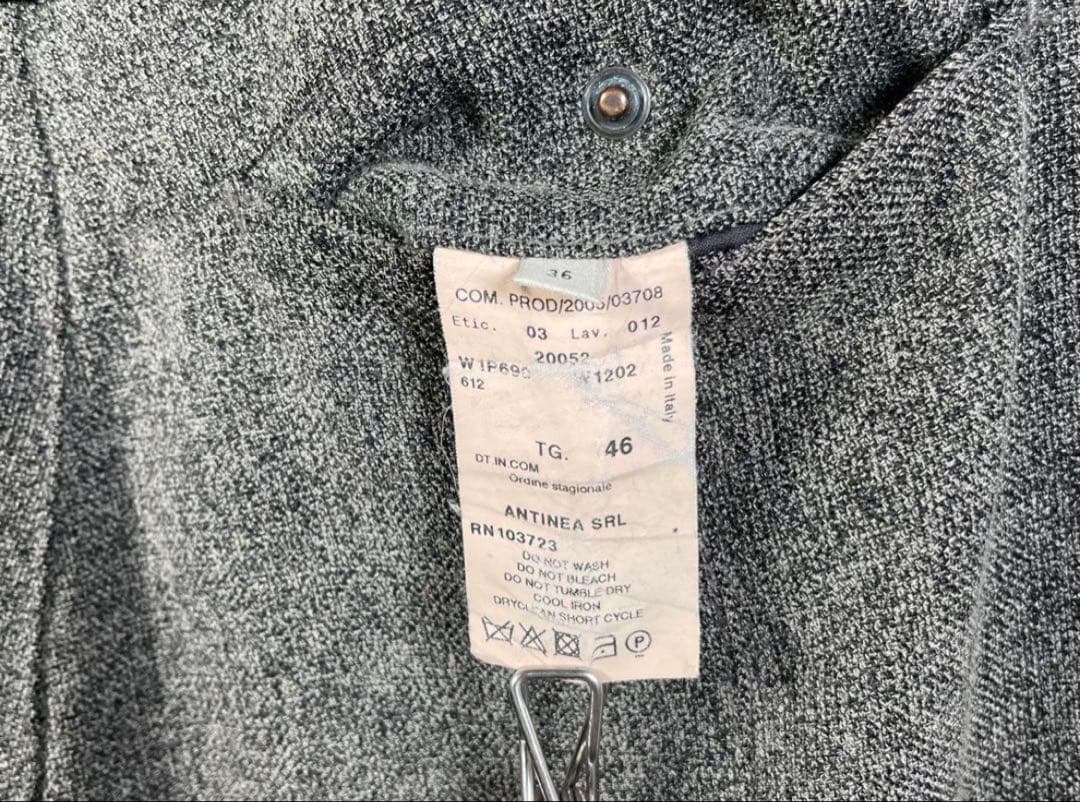 36
COM. PROD/2005/03708
Etic. 03 Lav. 012
20052
1202
612
Made in Italy
TG. 46
DT.IN.COM
Ordine stagionale
ANTINEA SRL
RN103723
DO NOT WASH
DO NOT BLEACH
DO NOT TUMBLE DRY
COOL IRON
DRYCLEAN SHORT CYCLE
P